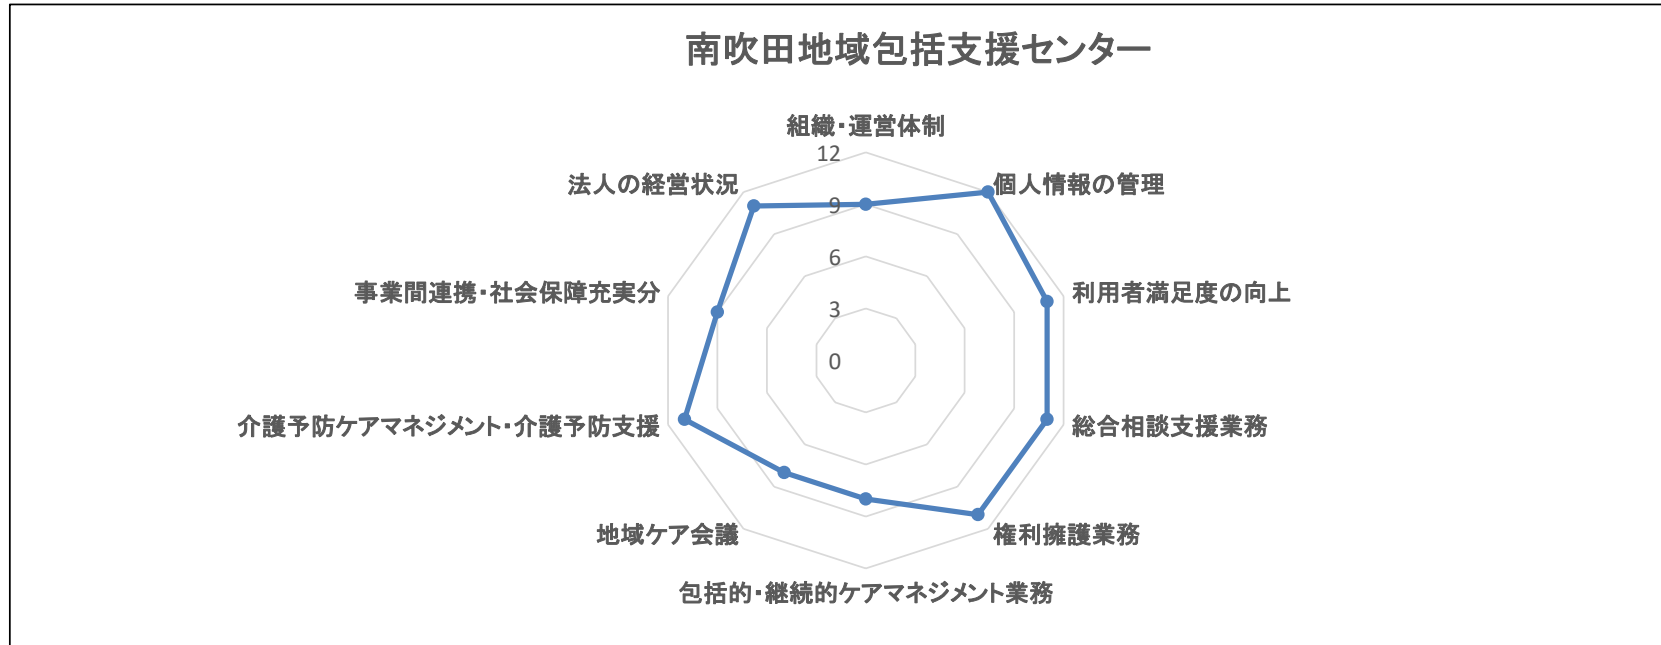 南吹田地域包括支援センター
組織・運営体制
12
法人の経営状況
個人情報の管理
9
6
事業間連携・社会保障充実分
利用者満足度の向上
3
0
介護予防ケアマネジメント・介護予防支援
総合相談支援業務
地域ケア会議
権利擁護業務
包括的・継続的ケアマネジメント業務